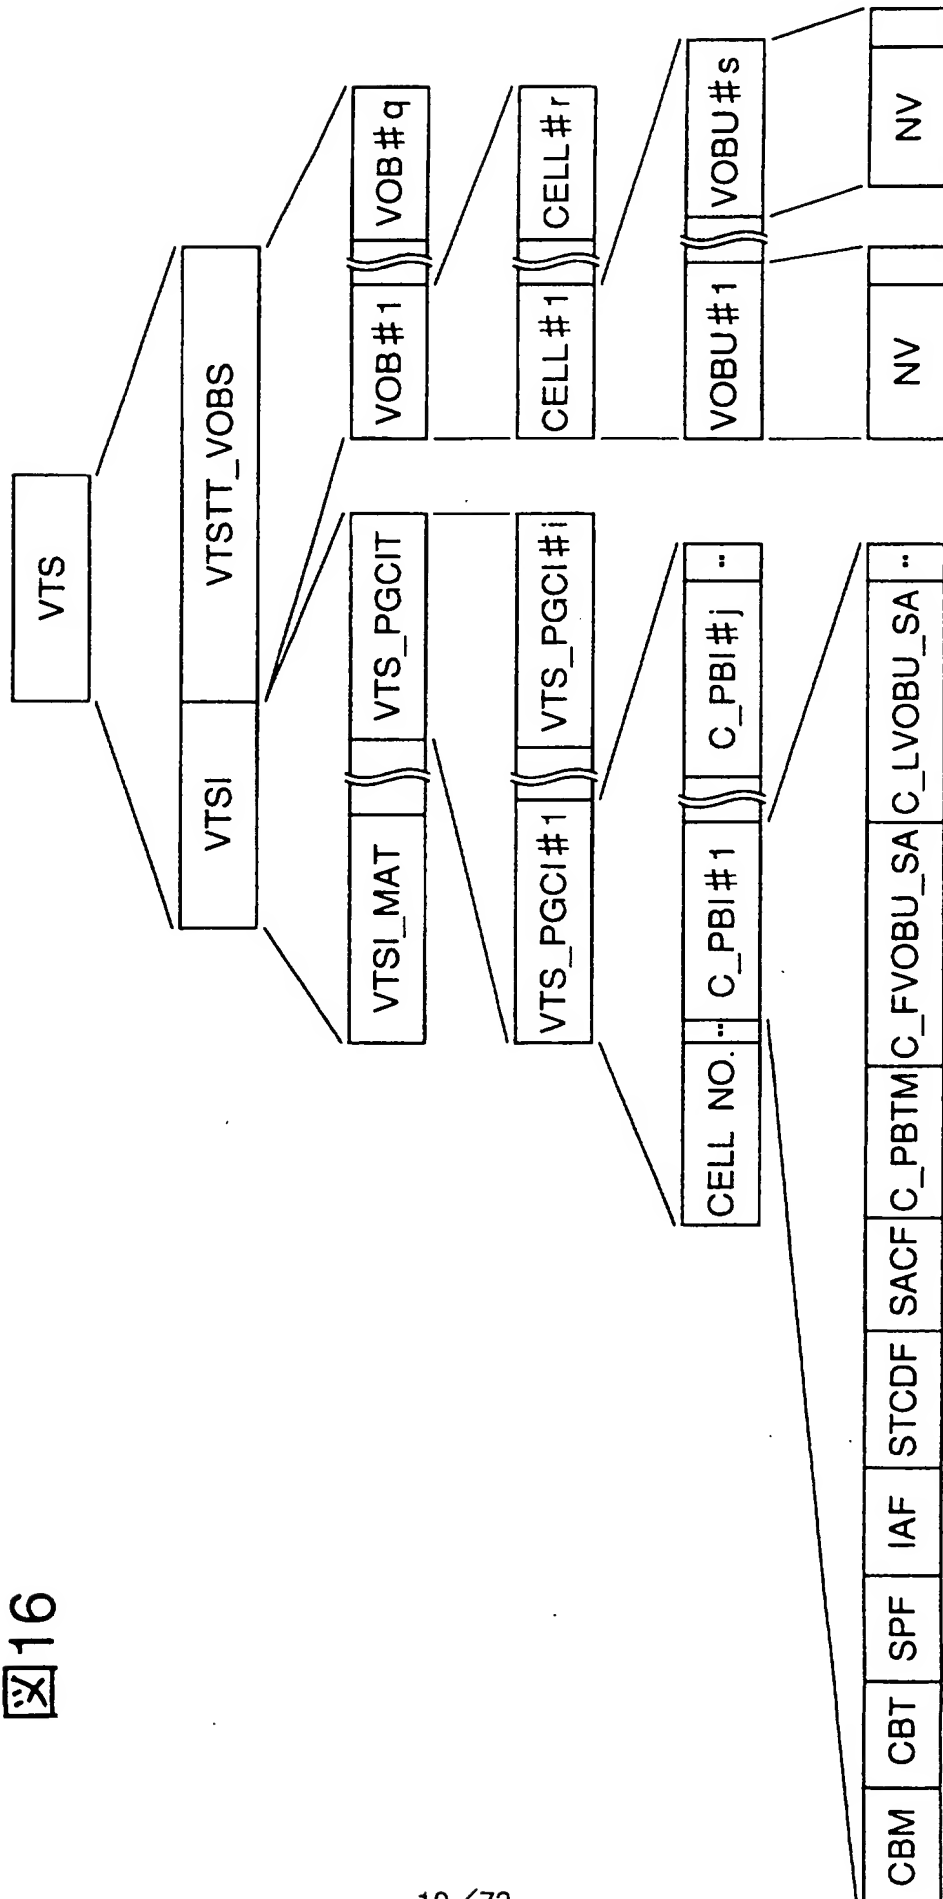 図16
VTS
VTSI VTSTT_VOBS
VTSI_MAT VTS_PGCIT VOB#1 VOB#q
VTS_PGCI#1 VTS_PGCI#i CELL#1 CELL#r
CELL NO. ·· C_PBI#1 C_PBI#j ·· VOBU#1 VOBU#s
CBM CBT SPF IAF STCDF SACF C_PBTM C_FVOBU_SA C_LVOBU_SA ·· NV NV